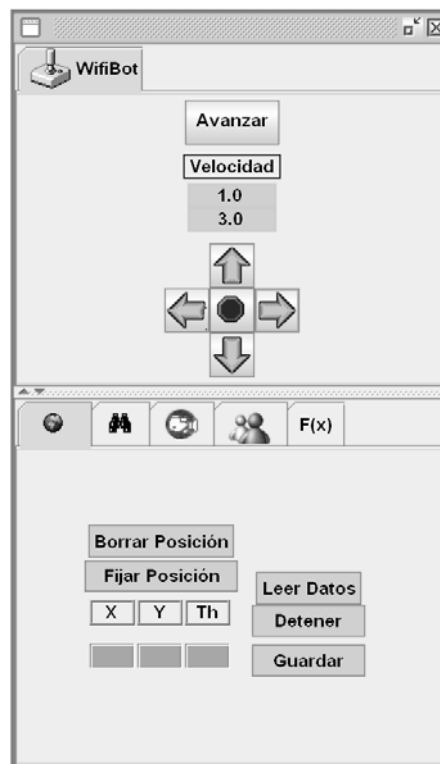 WifiBot
Avanzar
Velocidad
1.0
3.0
F(x)
Borrar Posición
Fijar Posición
X Y Th
Leer Datos
Detener
Guardar